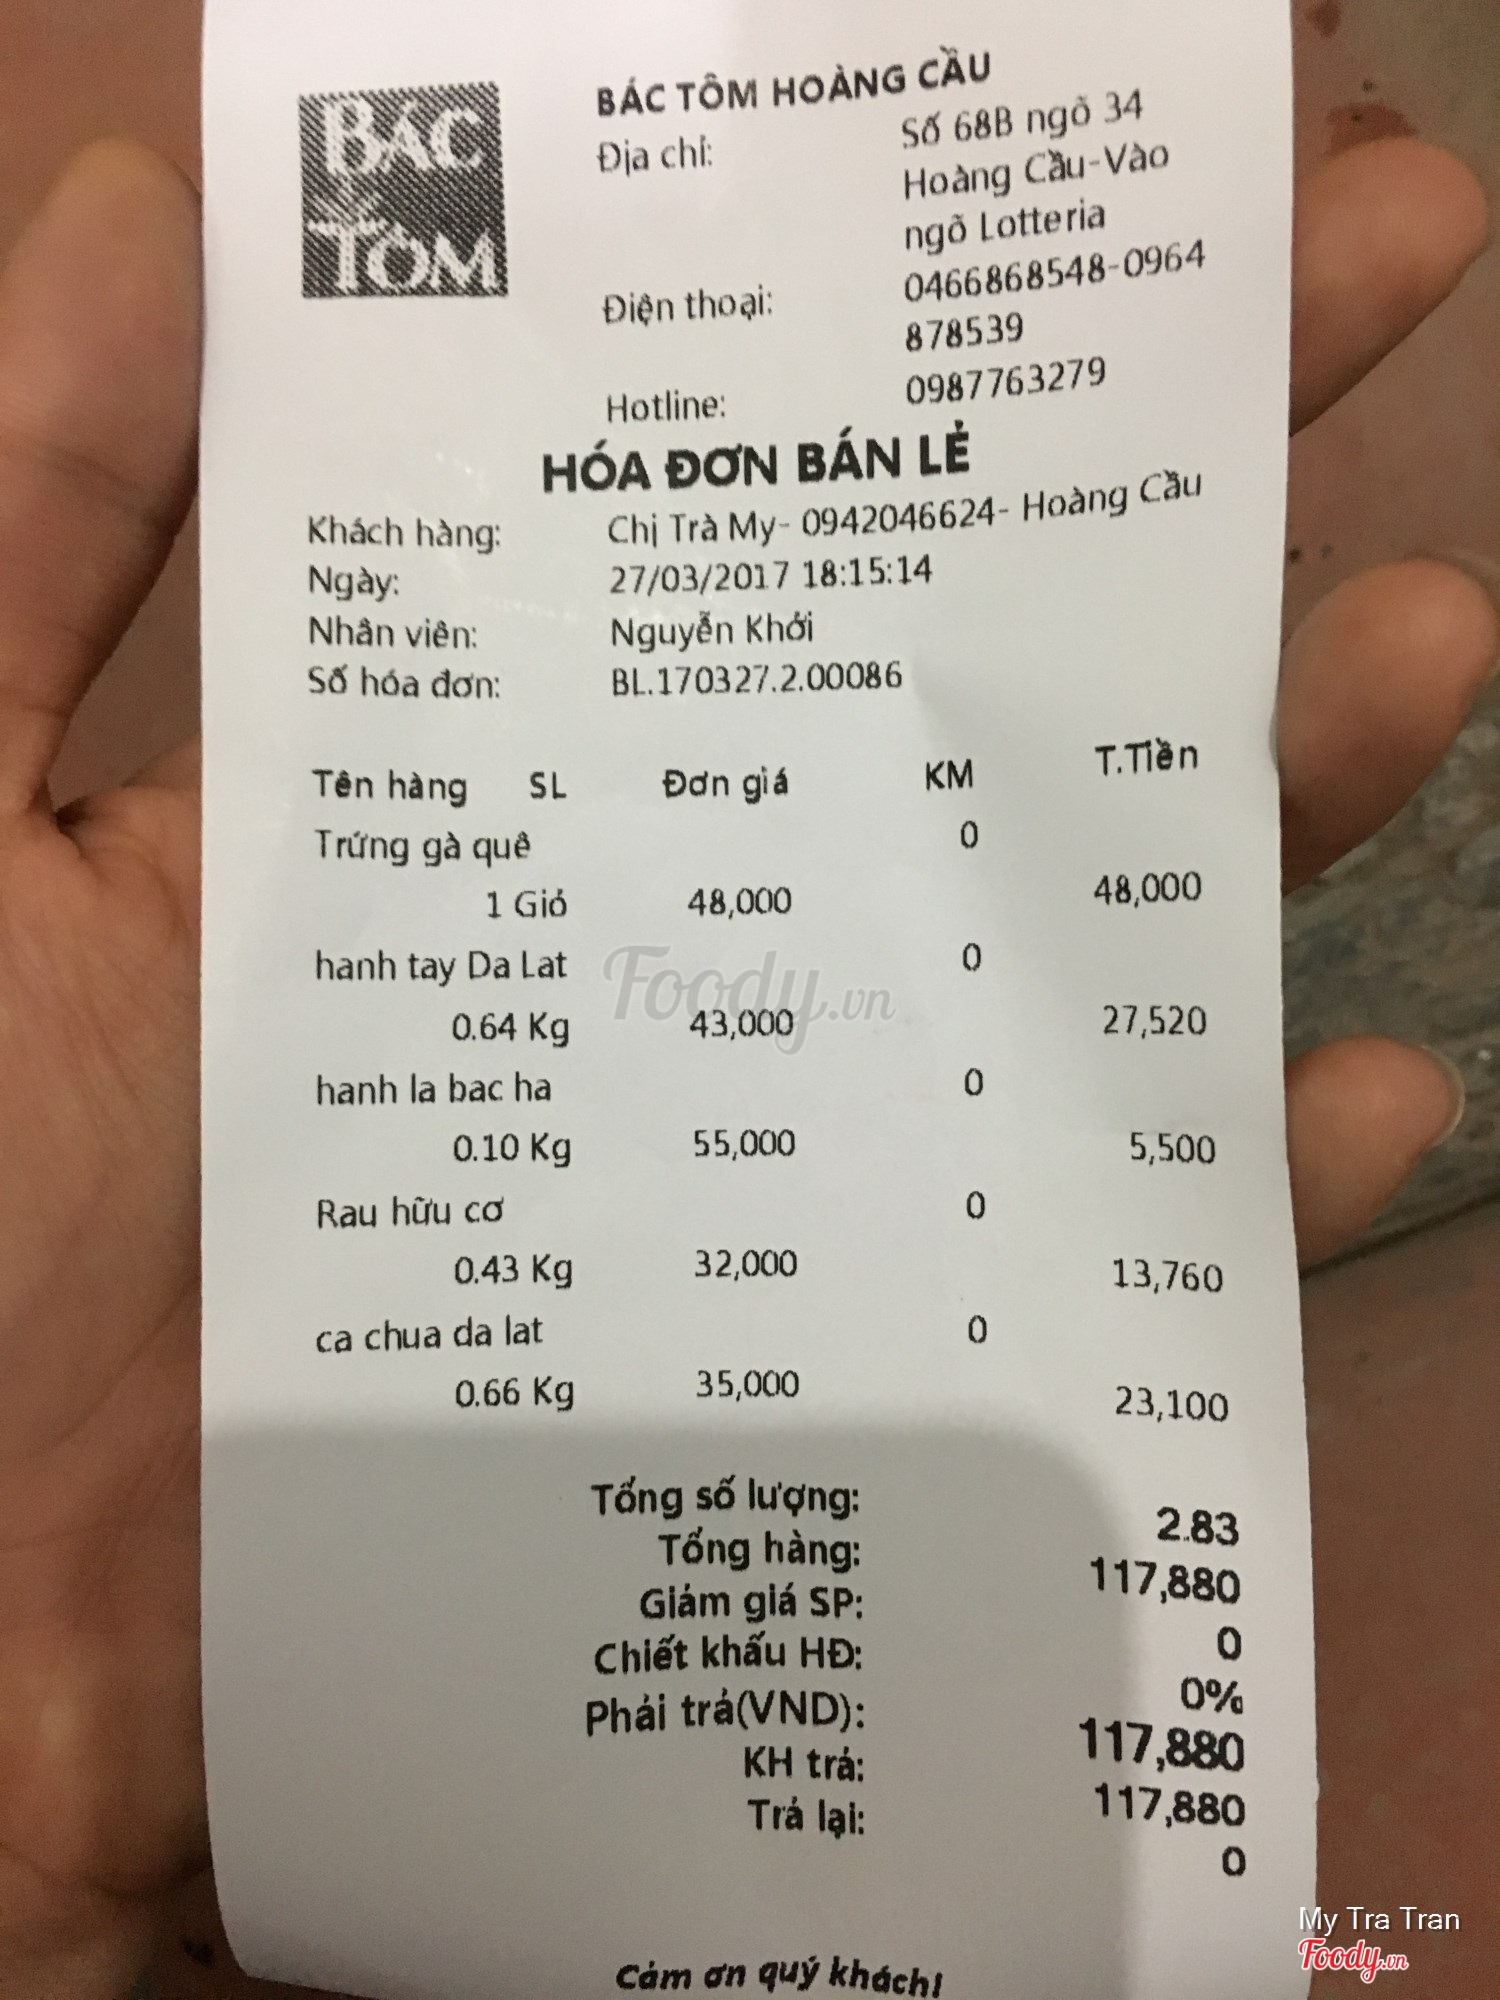 BÁC TÔM
BÁC TÔM HOÀNG CẦU
Địa chỉ: Số 68B ngõ 34
Hoàng Cầu-Vào
ngõ Lotteria
Điện thoại: 0466868548-0964
878539
Hotline: 0987763279
HÓA ĐƠN BÁN LẺ
Khách hàng: Chị Trà My- 0942046624- Hoàng Cầu
Ngày: 27/03/2017 18:15:14
Nhân viên: Nguyễn Khởi
Số hóa đơn: BL.170327.2.00086
Tên hàng SL Đơn giá KM T.Tiền
Trứng gà quê 0
1 Giỏ 48,000 48,000
hanh tay Da Lat 0
0.64 Kg 43,000 27,520
hanh la bac ha 0
0.10 Kg 55,000 5,500
Rau hữu cơ 0
0.43 Kg 32,000 13,760
ca chua da lat 0
0.66 Kg 35,000 23,100
Tổng số lượng: 2.83
Tổng hàng: 117,880
Giảm giá SP: 0
Chiết khấu HĐ: 0%
Phải trả(VND): 117,880
KH trả: 117,880
Trả lại: 0
Cảm ơn quý khách!
Foody.vn
My Tra Tran
Foody.vn